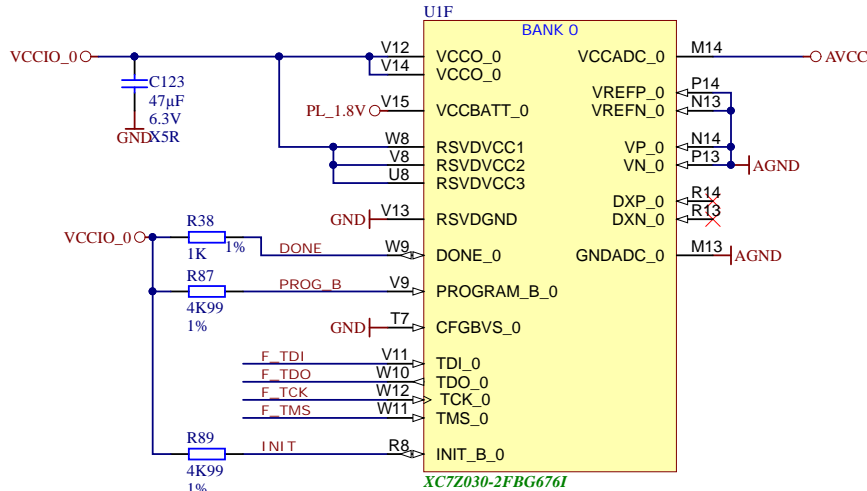 U1F
BANK 0
VCCIO_0
V12
VCCO_0
V14
VCCO_0
C123
47µF
6.3V
X5R
GND
PL_1.8V
V15
VCCBATT_0
W8
RSVDVCC1
V8
RSVDVCC2
U8
RSVDVCC3
GND
V13
RSVDGND
VCCIO_0
R38
1K
1%
DONE
W9
DONE_0
R87
4K99
1%
PROG_B
V9
PROGRAM_B_0
GND
T7
CFGBVS_0
F_TDI
V11
TDI_0
F_TDO
W10
TDO_0
F_TCK
W12
TCK_0
F_TMS
W11
TMS_0
R89
4K99
1%
INIT
R8
INIT_B_0
VCCADC_0
M14
AVCC
VREFP_0
P14
VREFN_0
N13
VP_0
N14
VN_0
P13
AGND
DXP_0
R14
DXN_0
R13
GNDADC_0
M13
AGND
XC7Z030-2FBG676I